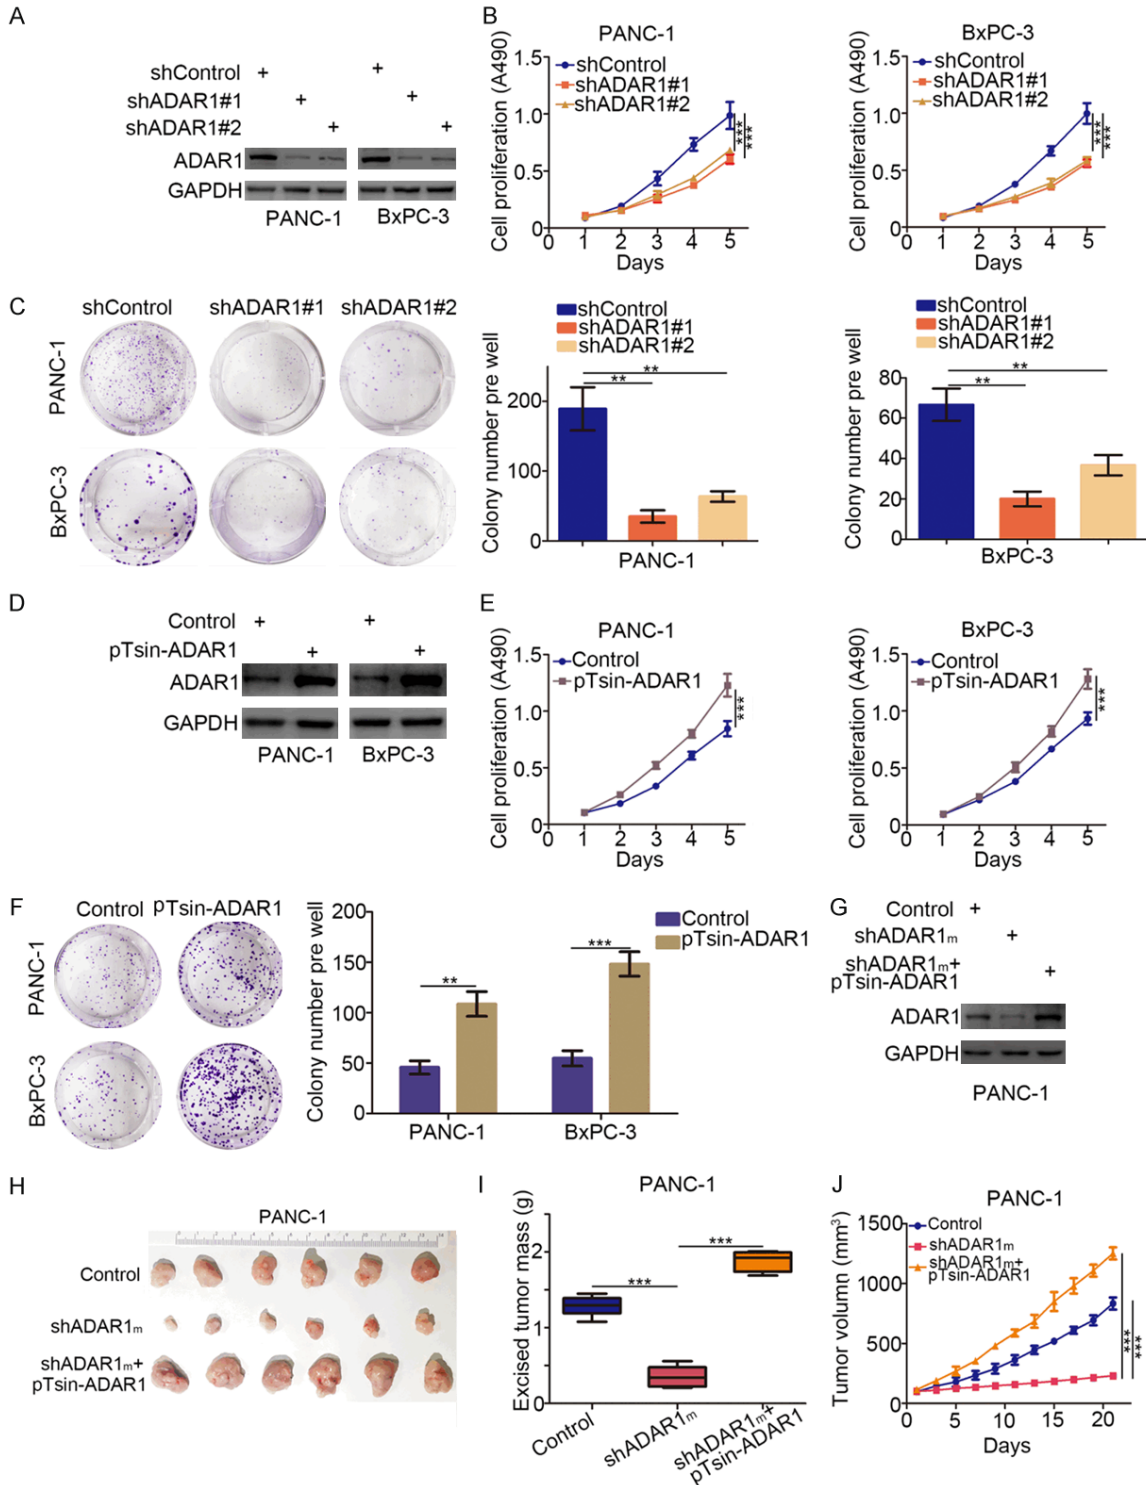 A
shControl + +
shADAR1#1 + +
shADAR1#2 + +
ADAR1
GAPDH
PANC-1 BxPC-3
B
PANC-1
Cell proliferation (A490)
1.5
1.0
0.5
0
shControl
shADAR1#1
shADAR1#2
***
***
0 1 2 3 4 5
Days
BxPC-3
Cell proliferation (A490)
1.5
1.0
0.5
0
shControl
shADAR1#1
shADAR1#2
***
***
0 1 2 3 4 5
Days
C
shControl shADAR1#1 shADAR1#2
PANC-1
BxPC-3
shControl
shADAR1#1
shADAR1#2
Colony number pre well
200
100
0
**
**
PANC-1
shControl
shADAR1#1
shADAR1#2
Colony number pre well
80
60
40
20
0
**
**
BxPC-3
D
Control + +
pTsin-ADAR1 + +
ADAR1
GAPDH
PANC-1 BxPC-3
E
PANC-1
Cell proliferation (A490)
1.5
1.0
0.5
0
Control
pTsin-ADAR1
***
0 1 2 3 4 5
Days
BxPC-3
Cell proliferation (A490)
1.5
1.0
0.5
0
Control
pTsin-ADAR1
***
0 1 2 3 4 5
Days
F
Control pTsin-ADAR1
PANC-1
BxPC-3
Colony number pre well
200
150
100
50
0
Control
pTsin-ADAR1
**
***
PANC-1 BxPC-3
G
Control +
shADAR1m +
shADAR1m+
pTsin-ADAR1 +
ADAR1
GAPDH
PANC-1
H
PANC-1
Control
shADAR1m
shADAR1m+
pTsin-ADAR1
I
PANC-1
Excised tumor mass (g)
2
1
0
***
***
Control
shADAR1m
shADAR1m+
pTsin-ADAR1
J
PANC-1
Tumor volumn (mm³)
1500
1000
500
0
Control
shADAR1m
shADAR1m+
pTsin-ADAR1
***
***
0 5 10 15 20
Days